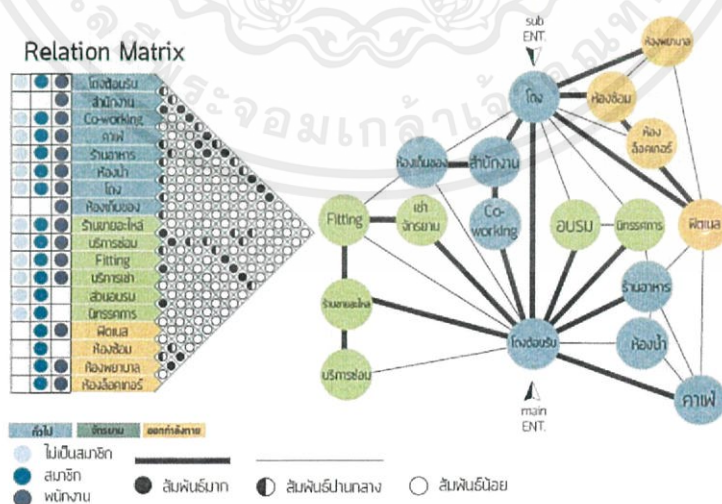 Relation Matrix
โถงต้อนรับ
สำนักงาน
Co-working
คาเฟ่
ร้านอาหาร
ห้องน้ำ
โถง
ห้องเก็บของ
ร้านขายอะไหล่
บริการซ่อม
Fitting
บริการเช่า
ส่วนอบรม
นิทรรศการ
ฟิตเนส
ห้องซ้อม
ห้องพยาบาล
ห้องล็อคเกอร์
ทั่วไป จักรยาน ออกกำลังกาย
ไม่เป็นสมาชิก
สมาชิก
พนักงาน
สัมพันธ์มาก สัมพันธ์ปานกลาง สัมพันธ์น้อย
sub
ENT.
ห้องพยาบาล
โถง
ห้องซ้อม
ห้อง
ล็อคเกอร์
ห้องเก็บของ
สำนักงาน
Fitting
เช่า
จักรยาน
Co-
working
อบรม
นิทรรศการ
ฟิตเนส
ร้านอาหาร
ร้านขายอะไหล่
โถงต้อนรับ
ห้องน้ำ
บริการซ่อม
คาเฟ่
main
ENT.